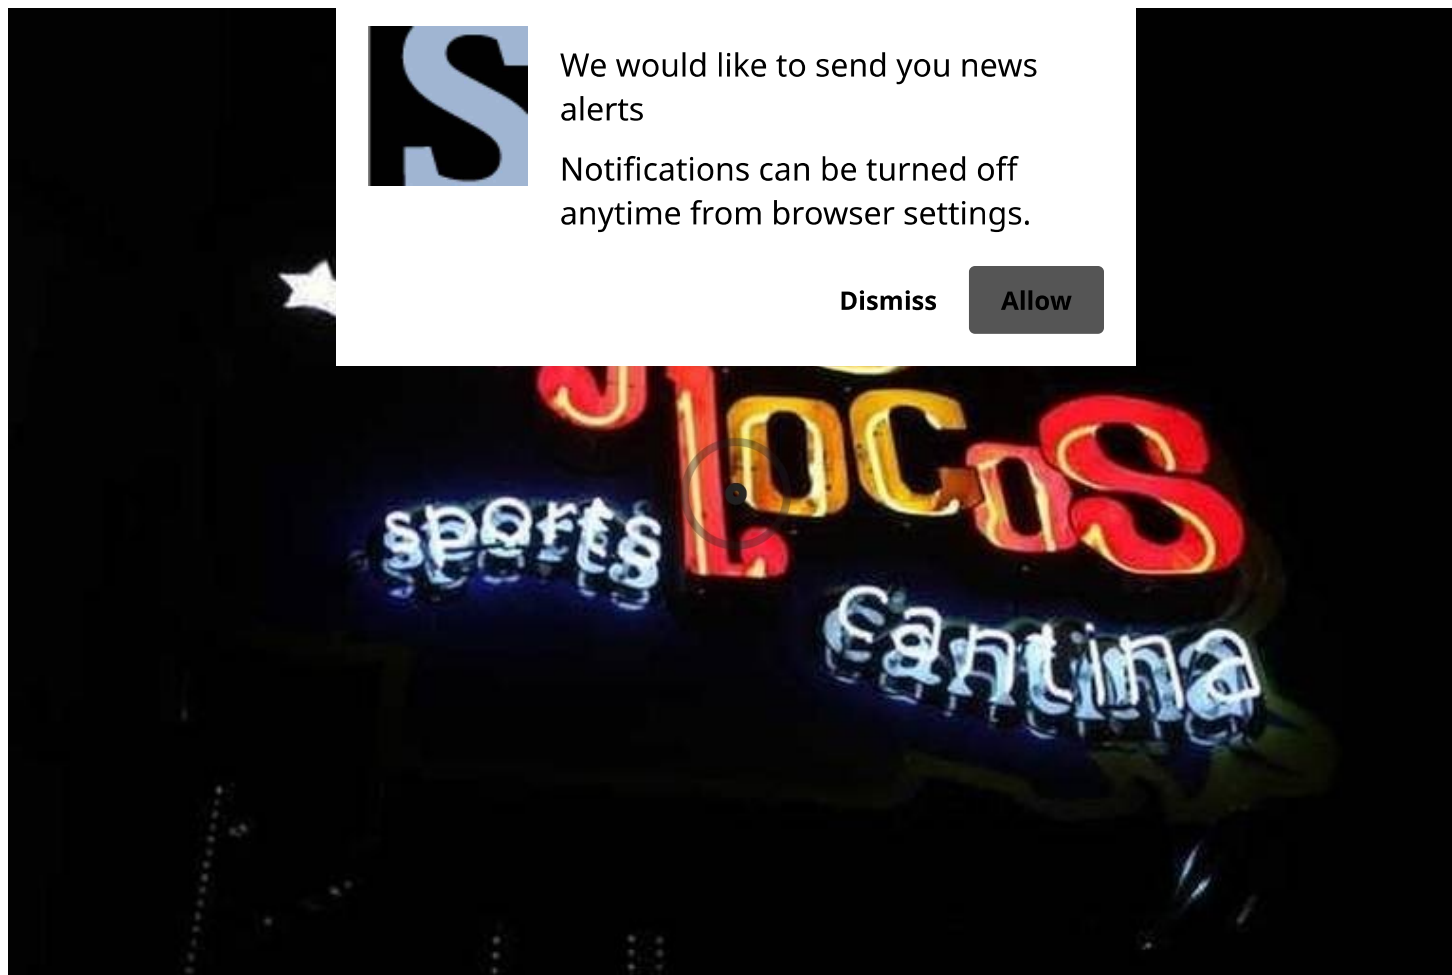 S
We would like to send you news
alerts
Notifications can be turned off
anytime from browser settings.
Dismiss
Allow
Locos
sports
cantina